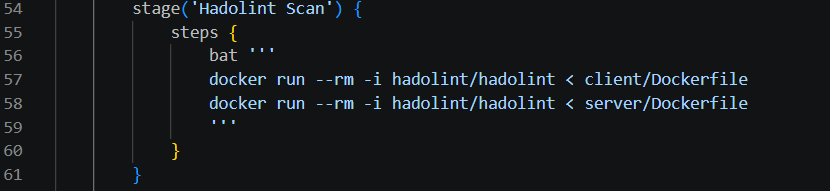 54 stage('Hadolint Scan') {
55 steps {
56 bat '''
57 docker run --rm -i hadolint/hadolint < client/Dockerfile
58 docker run --rm -i hadolint/hadolint < server/Dockerfile
59 '''
60 }
61 }